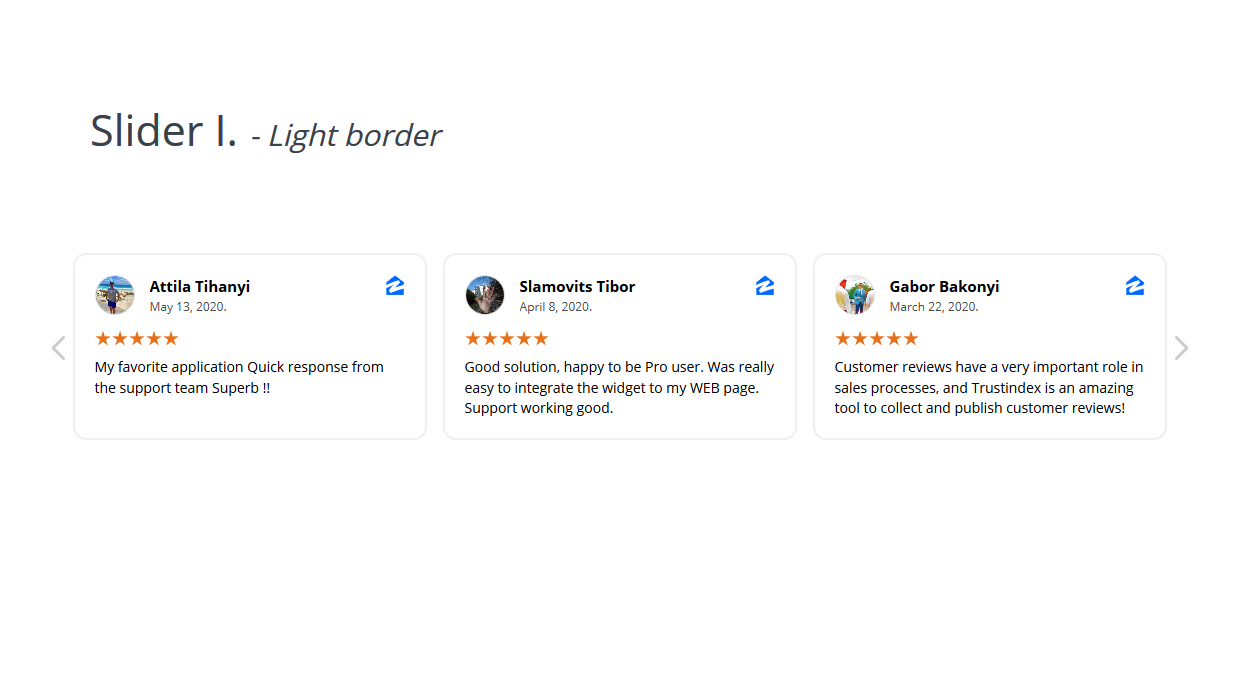 Slider I. - Light border
Attila Tihanyi
May 13, 2020.
★★★★★
My favorite application Quick response from
the support team Superb !!
Slamovits Tibor
April 8, 2020.
★★★★★
Good solution, happy to be Pro user. Was really
easy to integrate the widget to my WEB page.
Support working good.
Gabor Bakonyi
March 22, 2020.
★★★★★
Customer reviews have a very important role in
sales processes, and Trustindex is an amazing
tool to collect and publish customer reviews!